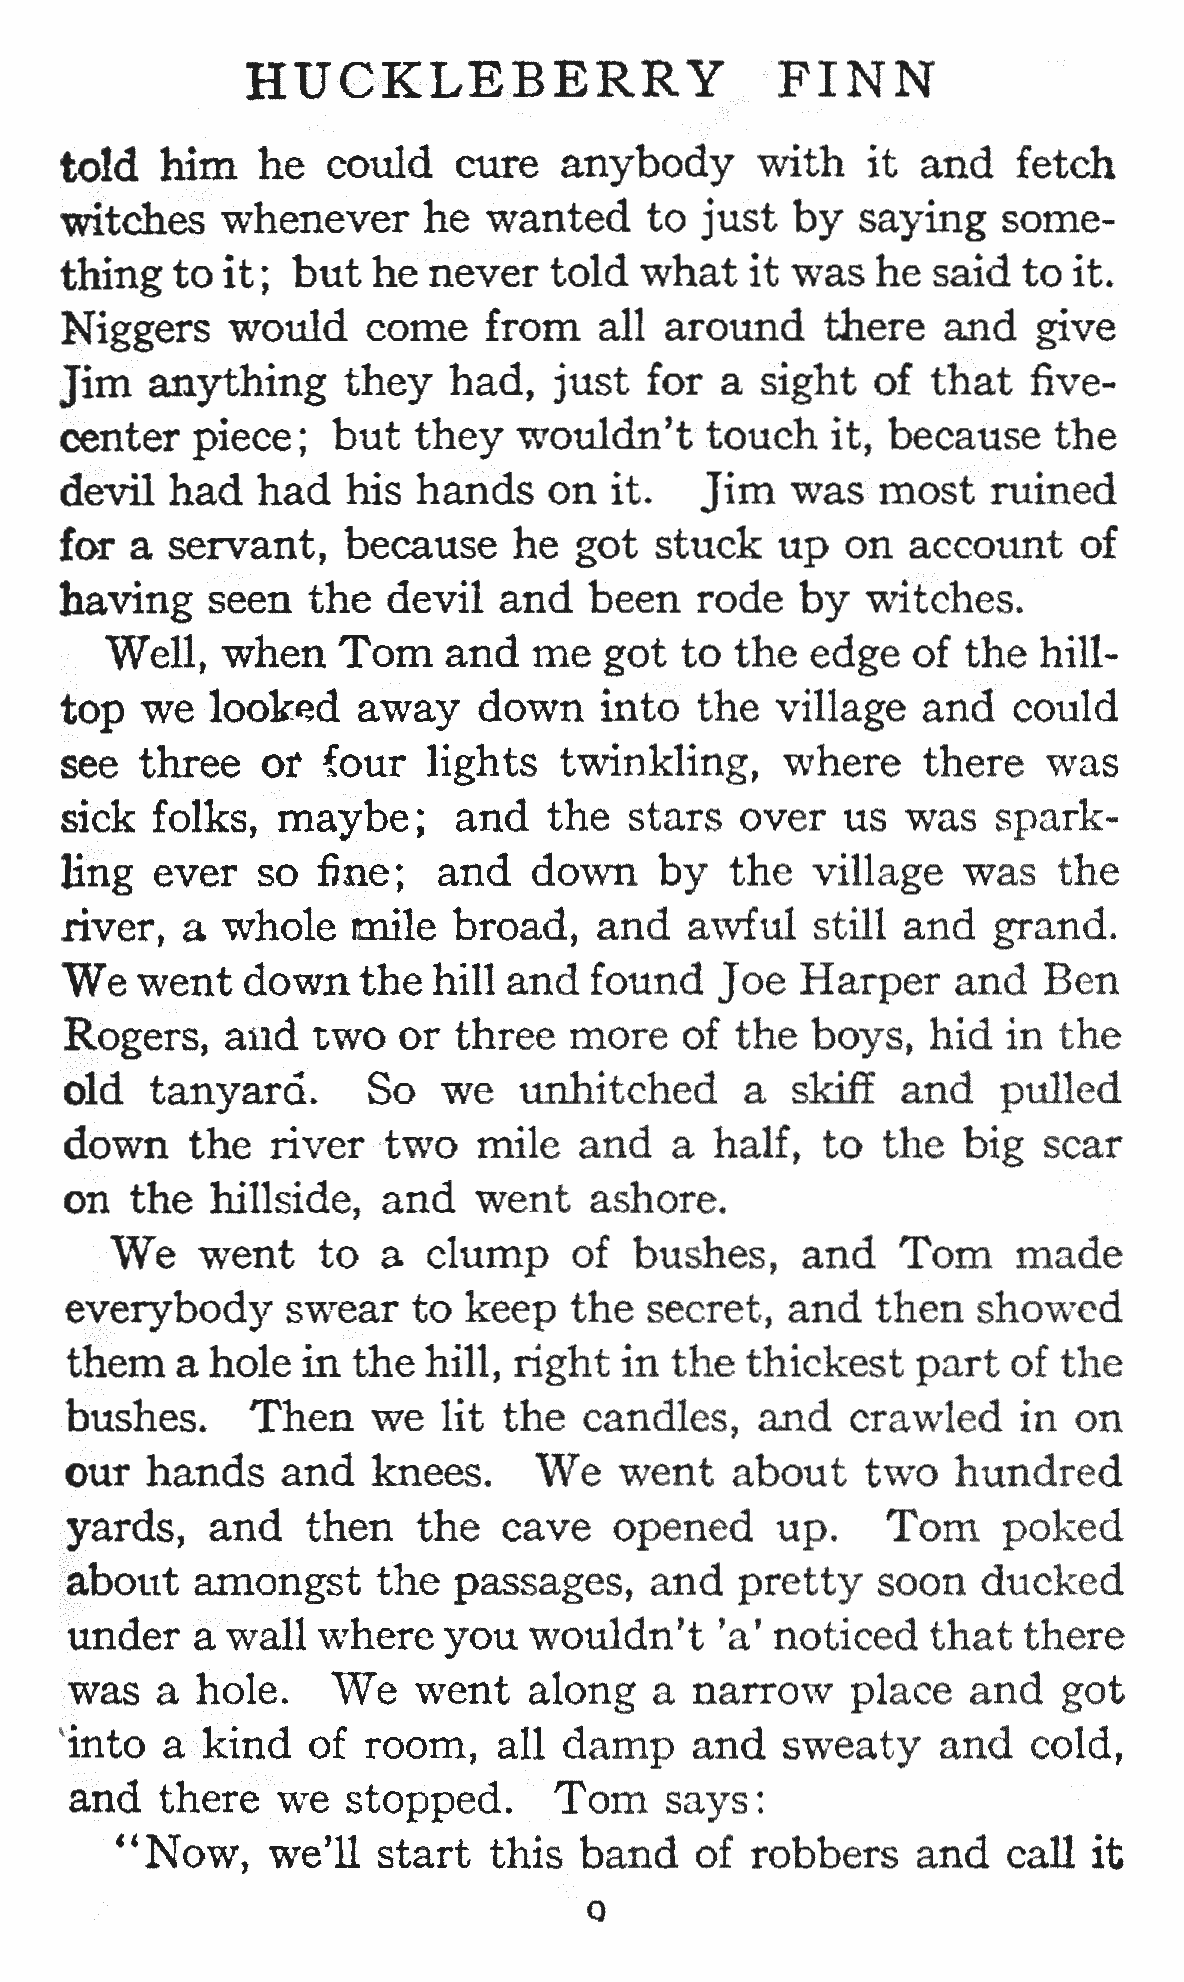 HUCKLEBERRY FINN
told him he could cure anybody with it and fetch
witches whenever he wanted to just by saying some-
thing to it; but he never told what it was he said to it.
Niggers would come from all around there and give
Jim anything they had, just for a sight of that five-
center piece; but they wouldn't touch it, because the
devil had had his hands on it. Jim was most ruined
for a servant, because he got stuck up on account of
having seen the devil and been rode by witches.
Well, when Tom and me got to the edge of the hill-
top we looked away down into the village and could
see three or four lights twinkling, where there was
sick folks, maybe; and the stars over us was spark-
ling ever so fine; and down by the village was the
river, a whole mile broad, and awful still and grand.
We went down the hill and found Joe Harper and Ben
Rogers, and two or three more of the boys, hid in the
old tanyard. So we unhitched a skiff and pulled
down the river two mile and a half, to the big scar
on the hillside, and went ashore.
We went to a clump of bushes, and Tom made
everybody swear to keep the secret, and then showed
them a hole in the hill, right in the thickest part of the
bushes. Then we lit the candles, and crawled in on
our hands and knees. We went about two hundred
yards, and then the cave opened up. Tom poked
about amongst the passages, and pretty soon ducked
under a wall where you wouldn't 'a' noticed that there
was a hole. We went along a narrow place and got
into a kind of room, all damp and sweaty and cold,
and there we stopped. Tom says:
"Now, we'll start this band of robbers and call it
9